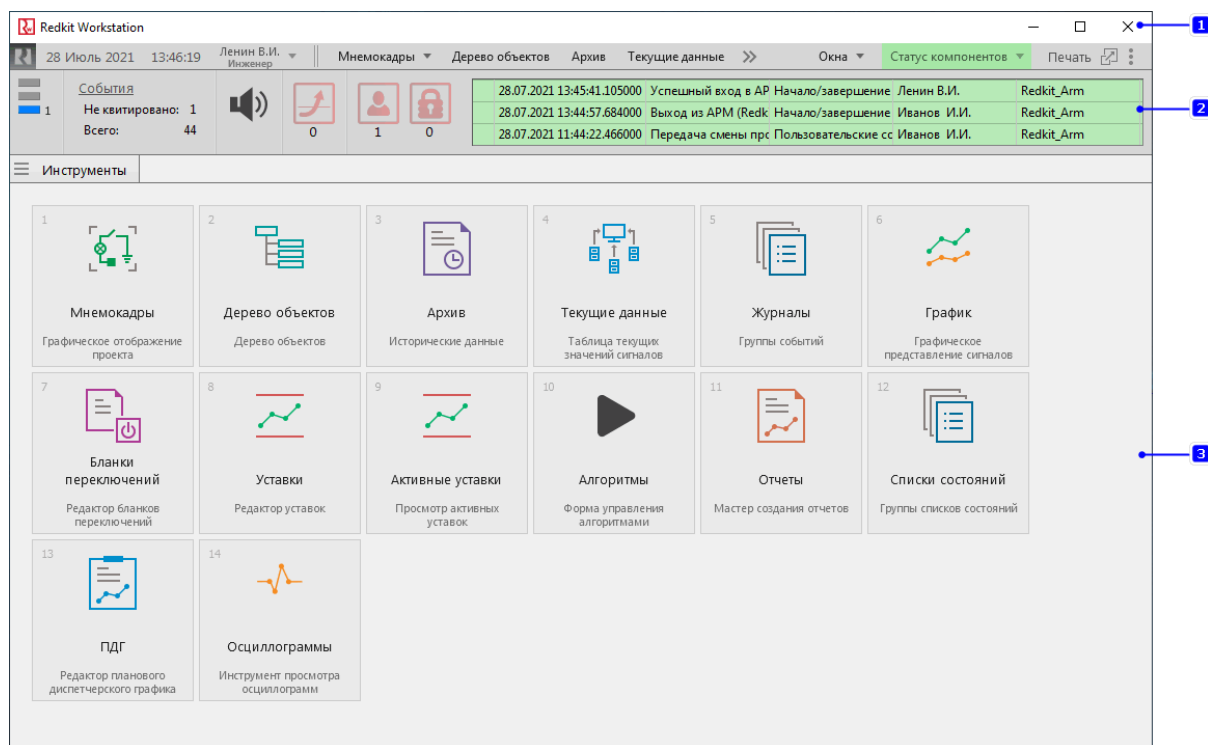 Redkit Workstation
1
28 Июль 2021 13:46:19 Ленин В.И. Инженер Мнемокадры Дерево объектов Архив Текущие данные Окна Статус компонентов Печать
События
1 Не квитировано: 1
Всего: 44
0 1 0
28.07.2021 13:45:41.105000 Успешный вход в АР Начало/завершение Ленин В.И. Redkit_Arm
28.07.2021 13:44:57.684000 Выход из АРМ (Redk Начало/завершение Иванов И.И. Redkit_Arm
2
28.07.2021 11:44:22.466000 Передача смены прс Пользовательские сс Иванов И.И. Redkit_Arm
Инструменты
1
Мнемокадры
Графическое отображение
проекта
2
Дерево объектов
Дерево объектов
3
Архив
Исторические данные
4
Текущие данные
Таблица текущих
значений сигналов
5
Журналы
Группы событий
6
График
Графическое
представление сигналов
7
Бланки
переключений
Редактор бланков
переключений
8
Уставки
Редактор уставок
9
Активные уставки
Просмотр активных
уставок
10
Алгоритмы
Форма управления
алгоритмами
11
Отчеты
Мастер создания отчетов
12
Списки состояний
Группы списков состояний
3
13
ПДГ
Редактор планового
диспетчерского графика
14
Осциллограммы
Инструмент просмотра
осциллограмм